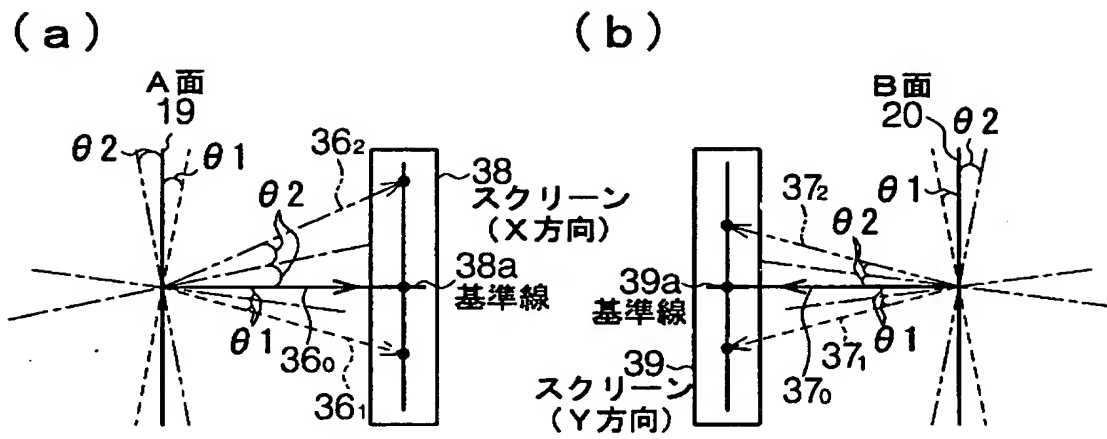 (a)
A面
19
θ2
θ1
36₂
θ2
38
スクリーン
(X方向)
38a
基準線
θ1
36₀
36₁
(b)
B面
20
θ2
θ1
37₂
θ2
39a
基準線
θ1
39
37₁
37₀
スクリーン
(Y方向)